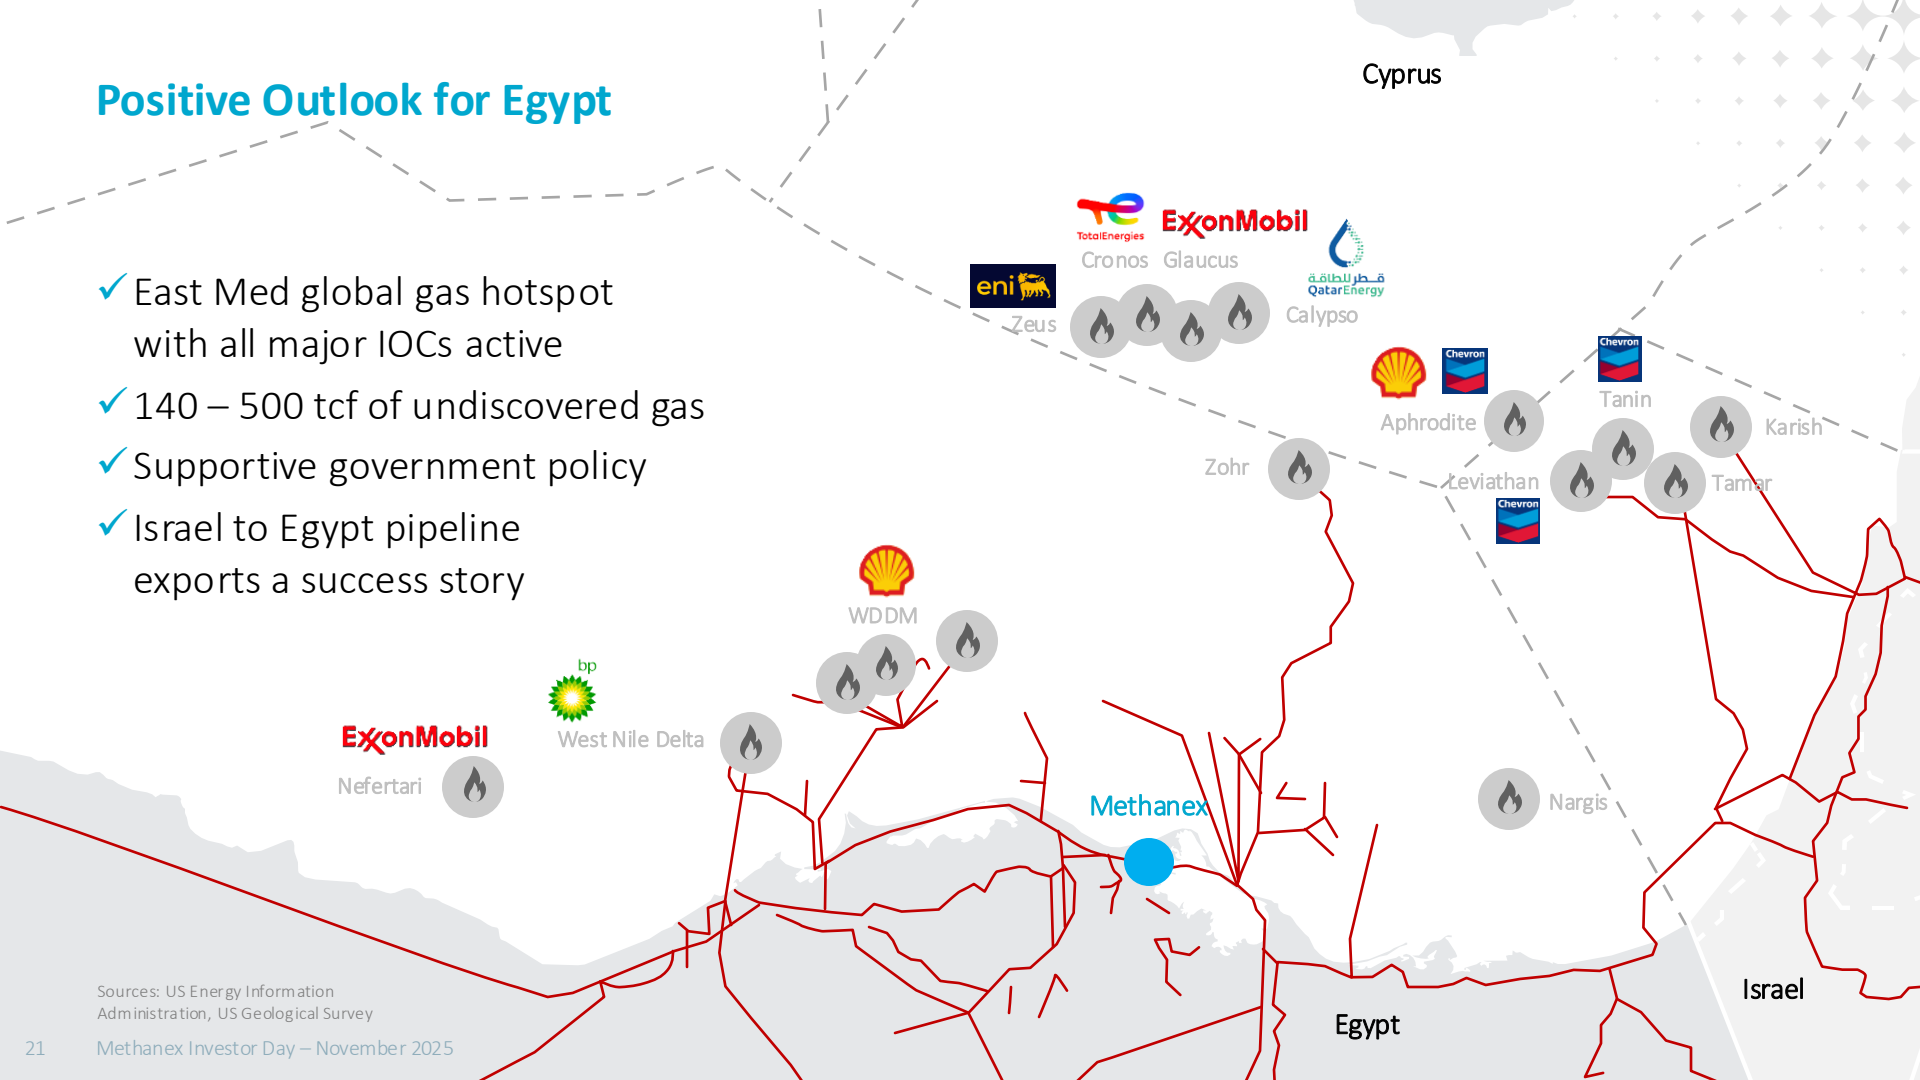 Positive Outlook for Egypt
East Med global gas hotspot
with all major IOCs active
140 – 500 tcf of undiscovered gas
Supportive government policy
Israel to Egypt pipeline
exports a success story
Cyprus
TotalEnergies
ExxonMobil
Cronos
Glaucus
eni
Zeus
قـطـر للطاقة
QatarEnergy
Calypso
Chevron
Chevron
Tanin
Aphrodite
Karish
Zohr
Leviathan
Tamar
Chevron
WDDM
bp
ExxonMobil
West Nile Delta
Nefertari
Methanex
Nargis
Israel
Egypt
Sources: US Energy Information
Administration, US Geological Survey
21
Methanex Investor Day – November 2025